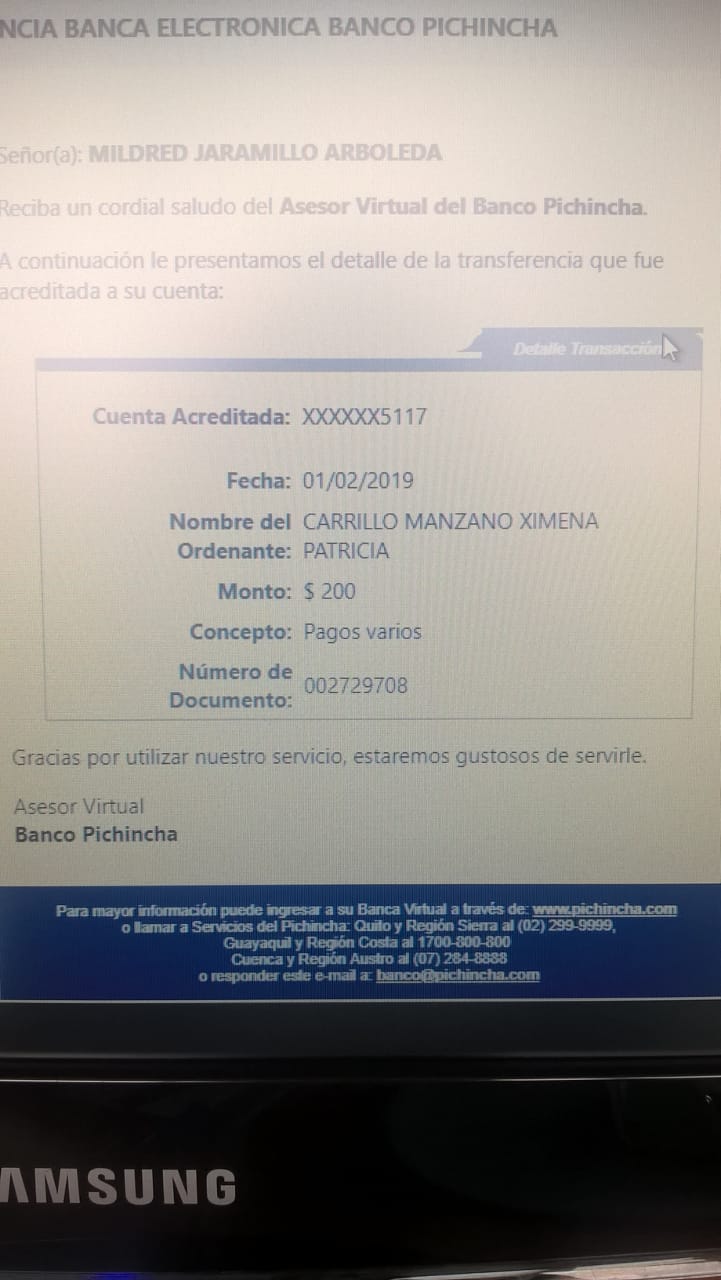 NCIA BANCA ELECTRONICA BANCO PICHINCHA
Señor(a): MILDRED JARAMILLO ARBOLEDA
Reciba un cordial saludo del Asesor Virtual del Banco Pichincha.
A continuación le presentamos el detalle de la transferencia que fue
acreditada a su cuenta:
Detalle Transacción
Cuenta Acreditada: XXXXXX5117
Fecha: 01/02/2019
Nombre del CARRILLO MANZANO XIMENA
Ordenante: PATRICIA
Monto: $ 200
Concepto: Pagos varios
Número de
Documento: 002729708
Gracias por utilizar nuestro servicio, estaremos gustosos de servirle.
Asesor Virtual
Banco Pichincha
Para mayor información puede ingresar a su Banca Virtual a través de: www.pichincha.com
o llamar a Servicios del Pichincha: Quito y Región Sierra al (02) 299-9999,
Guayaquil y Región Costa al 1700-800-800
Cuenca y Región Austro al (07) 284-8888
o responder este e-mail a: banco@pichincha.com
AMSUNG